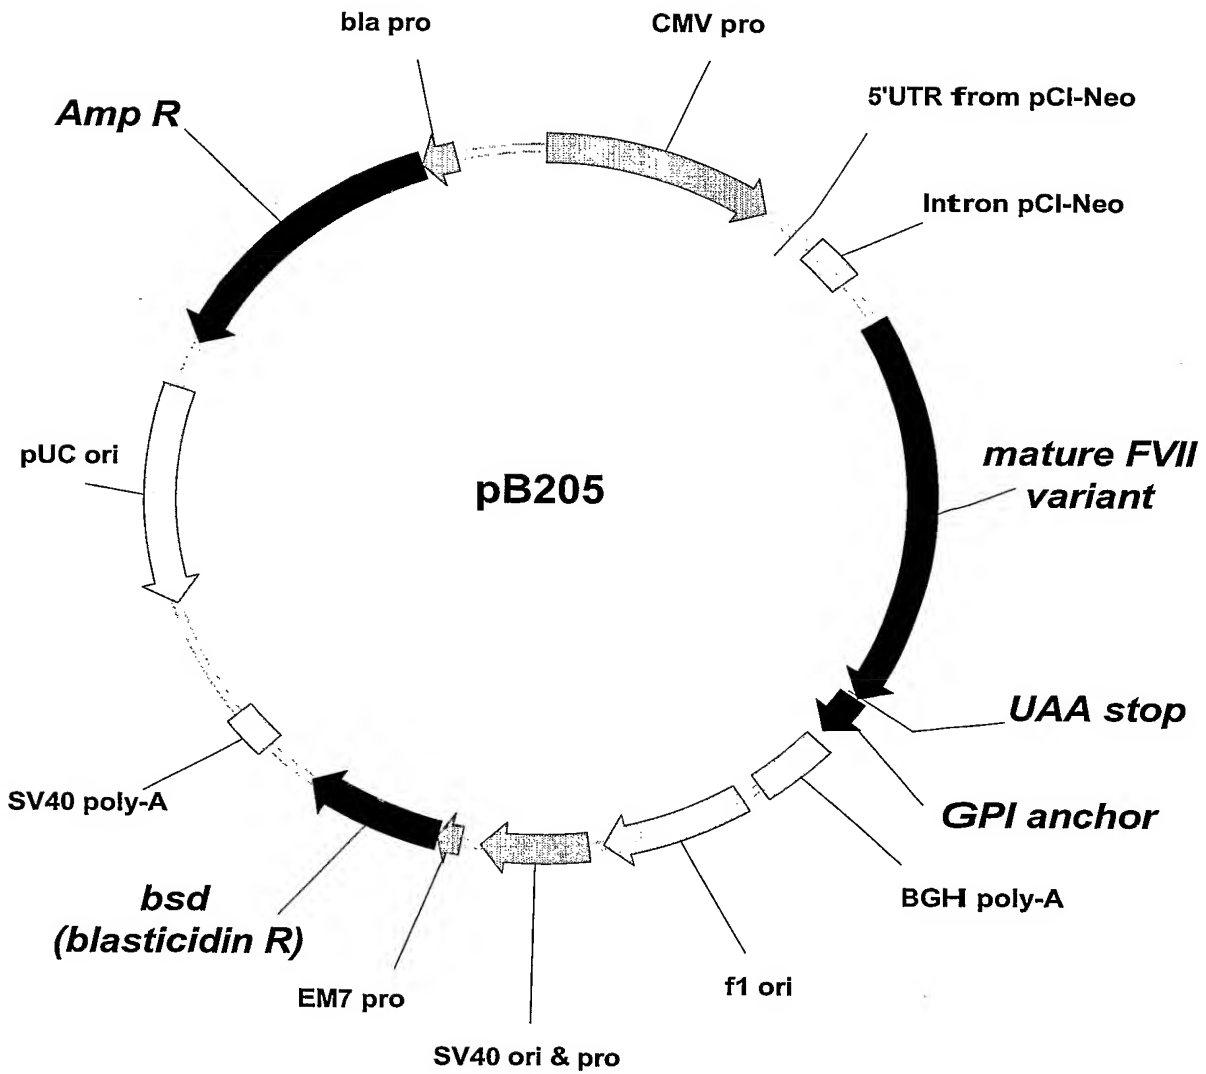 bla pro
CMV pro
5'UTR from pCI-Neo
Amp R
Intron pCI-Neo
mature FVII
variant
pUC ori
pB205
UAA stop
SV40 poly-A
GPI anchor
bsd
(blasticidin R)
BGH poly-A
EM7 pro
f1 ori
SV40 ori & pro